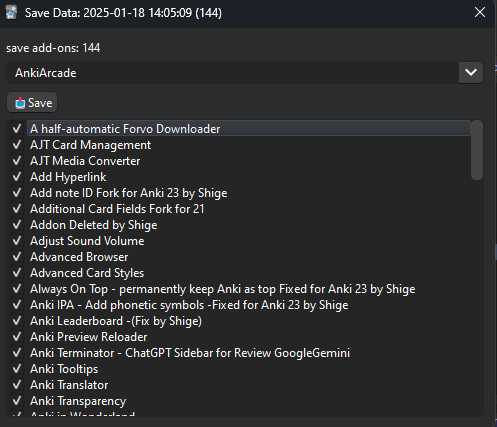 Save Data: 2025-01-18 14:05:09 (144)
save add-ons: 144
AnkiArcade
Save
A half-automatic Forvo Downloader
AJT Card Management
AJT Media Converter
Add Hyperlink
Add note ID Fork for Anki 23 by Shige
Additional Card Fields Fork for 21
Addon Deleted by Shige
Adjust Sound Volume
Advanced Browser
Advanced Card Styles
Always On Top - permanently keep Anki as top Fixed for Anki 23 by Shige
Anki IPA - Add phonetic symbols -Fixed for Anki 23 by Shige
Anki Leaderboard -(Fix by Shige)
Anki Preview Reloader
Anki Terminator - ChatGPT Sidebar for Review GoogleGemini
Anki Tooltips
Anki Translator
Anki Transparency
Anki in Wonderland